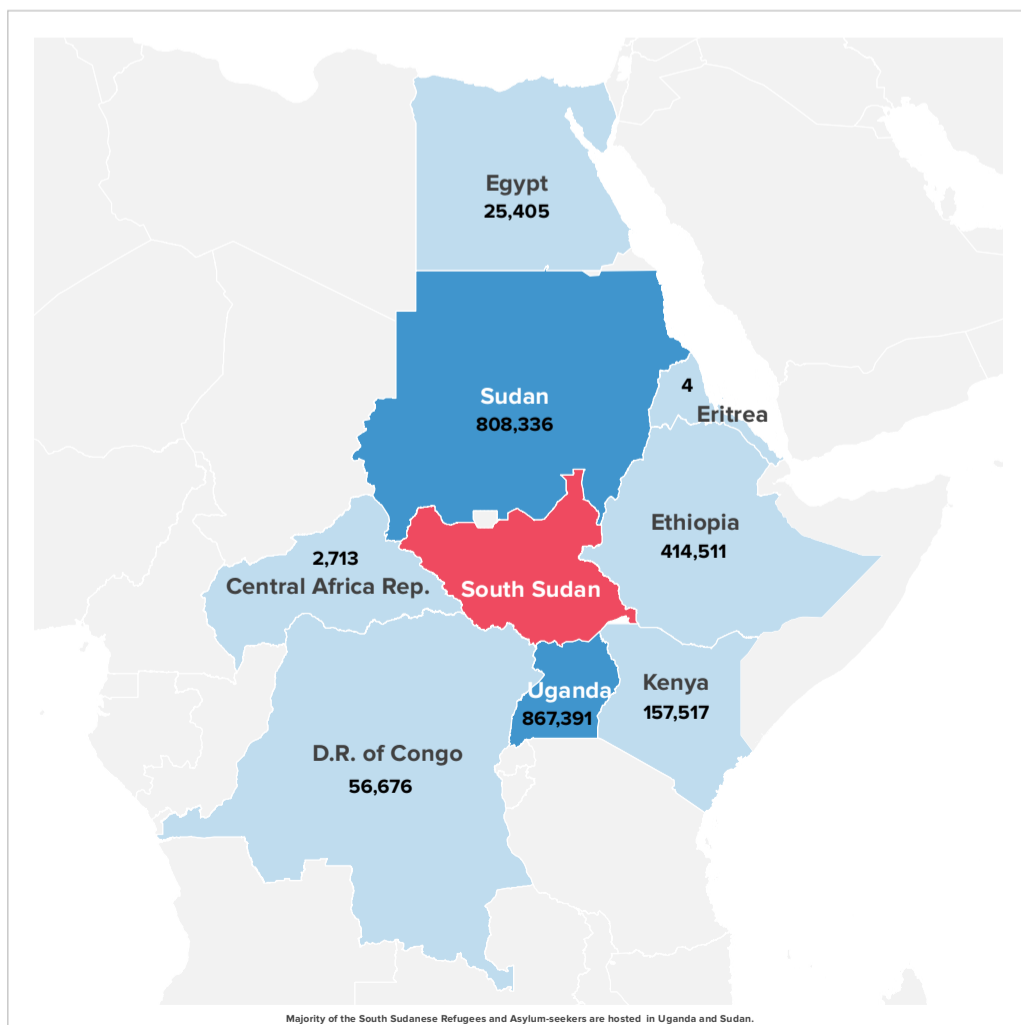 Egypt
25,405
Sudan
808,336
4
Eritrea
Ethiopia
414,511
2,713
Central Africa Rep.
South Sudan
Uganda
867,391
Kenya
157,517
D.R. of Congo
56,676
Majority of the South Sudanese Refugees and Asylum-seekers are hosted in Uganda and Sudan.